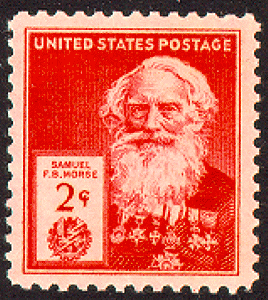 UNITED STATES POSTAGE
SAMUEL
F.B.MORSE
2¢